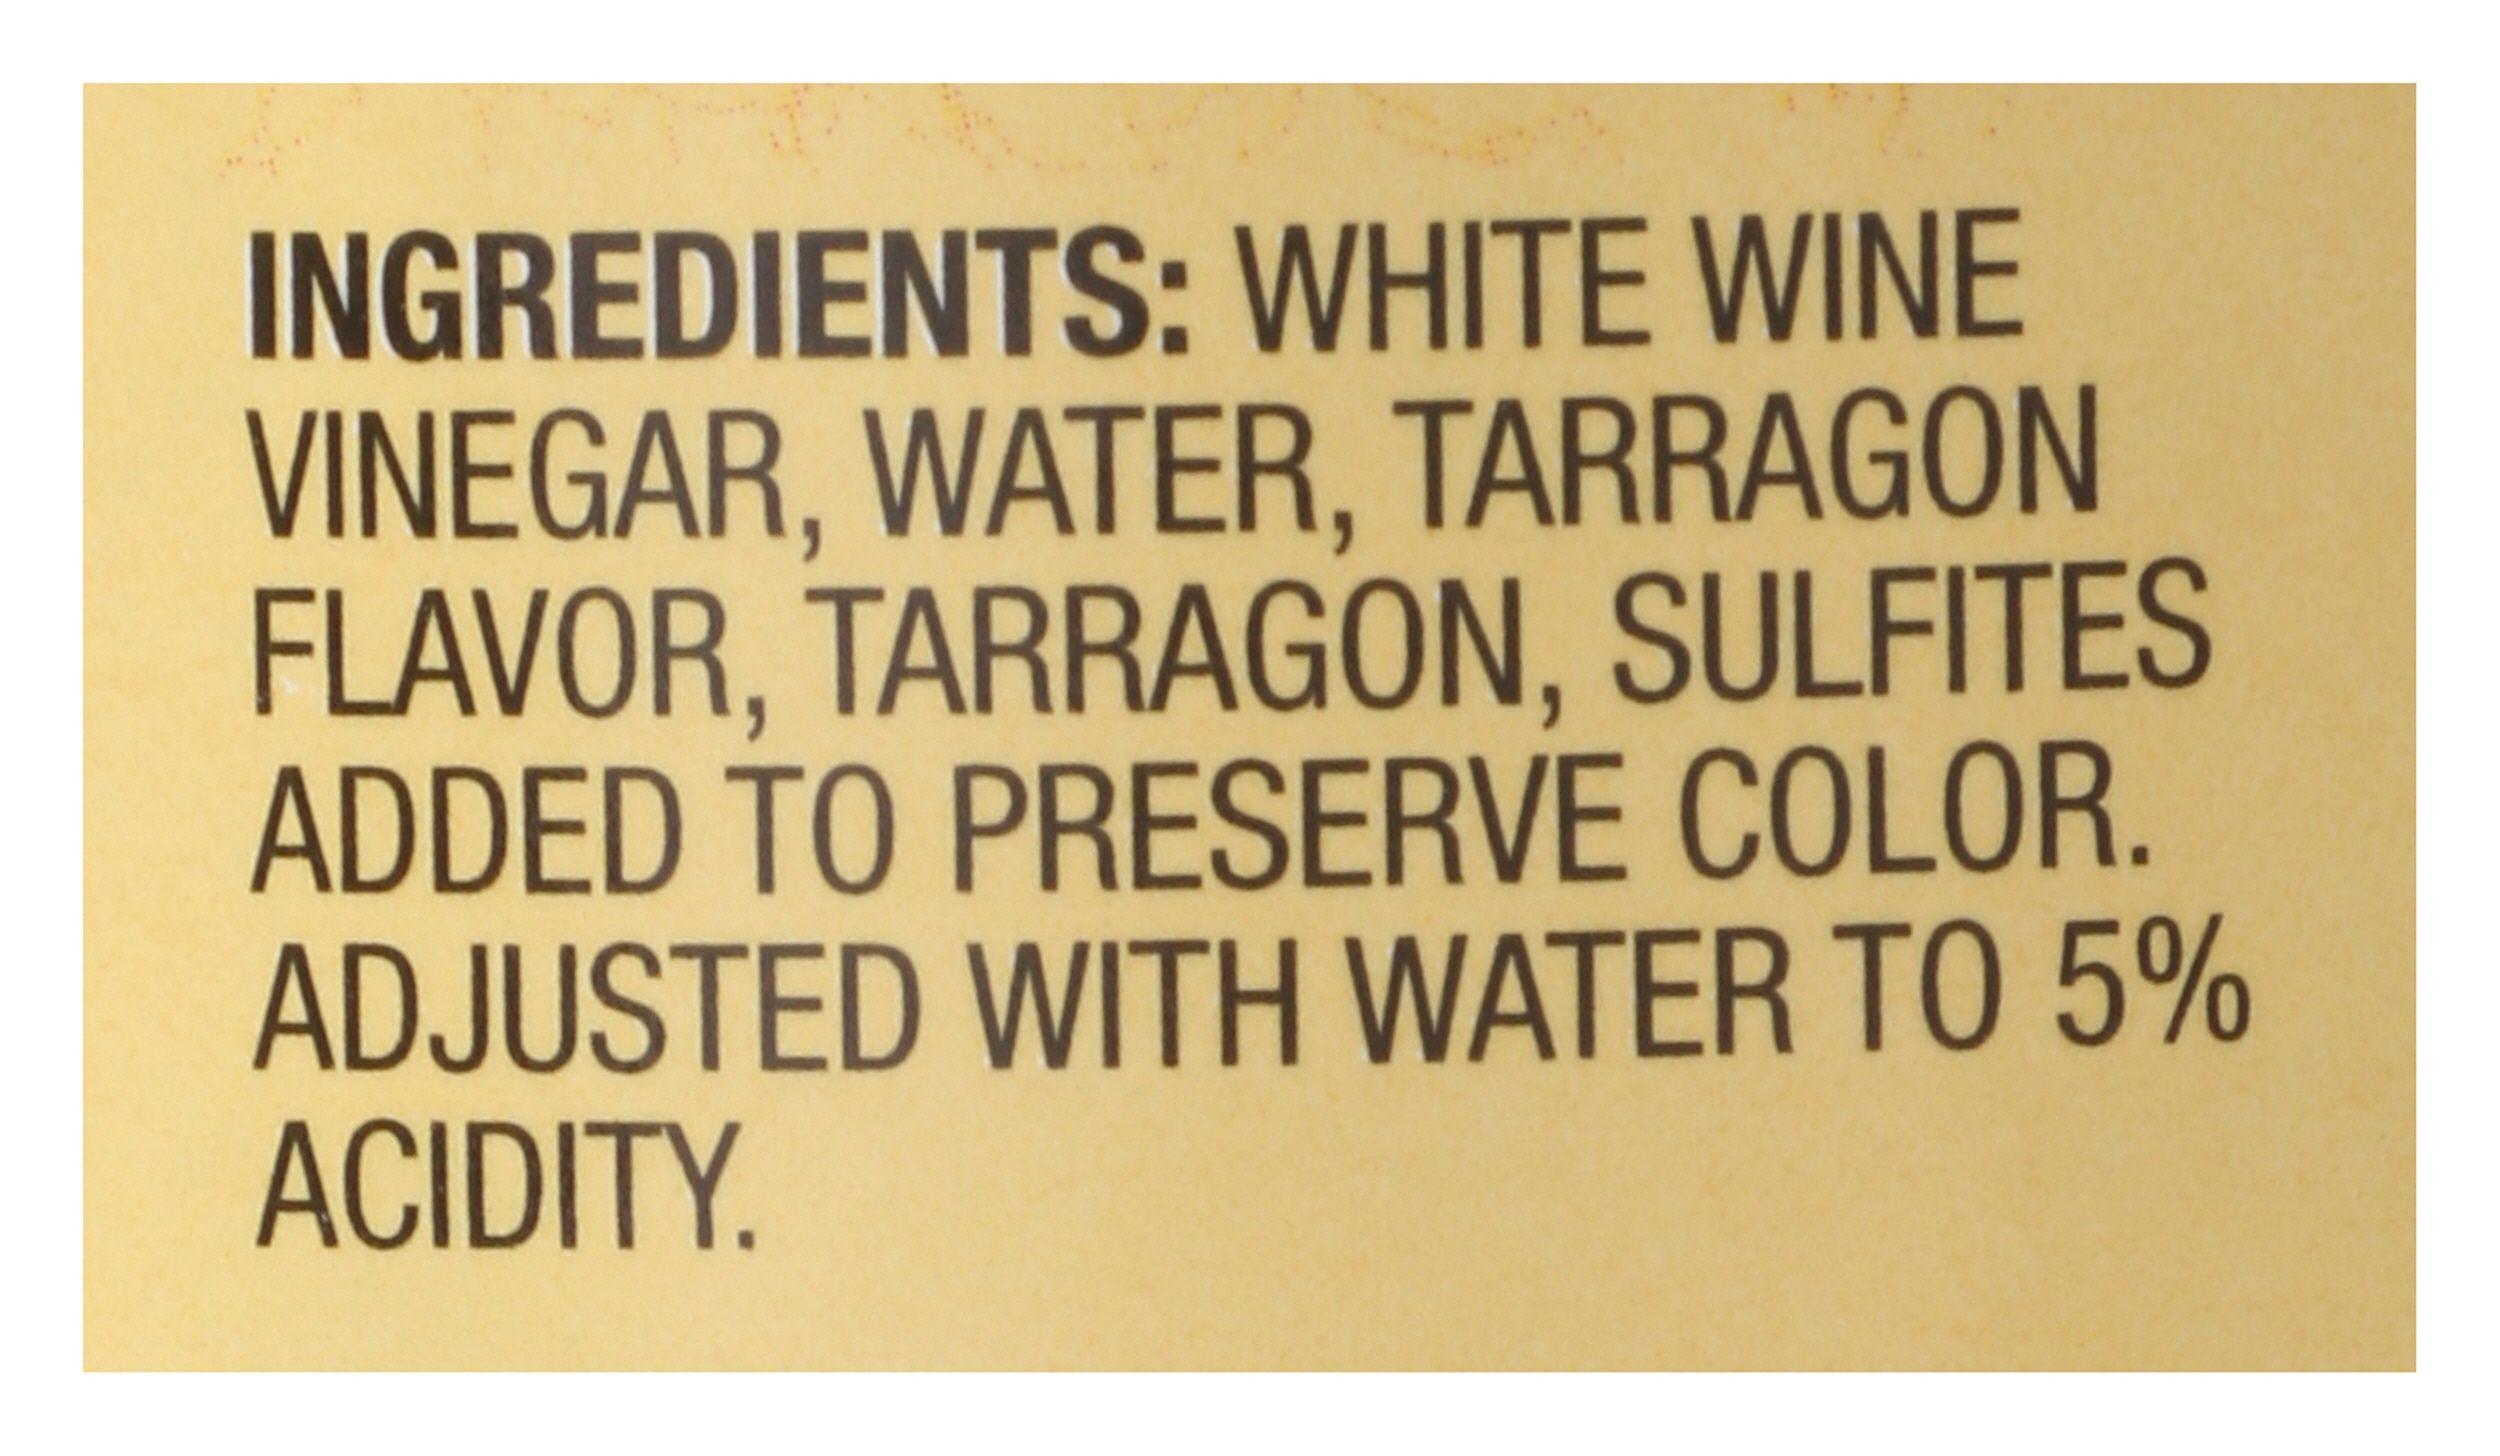 INGREDIENTS: WHITE WINE
VINEGAR, WATER, TARRAGON
FLAVOR, TARRAGON, SULFITES
ADDED TO PRESERVE COLOR.
ADJUSTED WITH WATER TO 5%
ACIDITY.